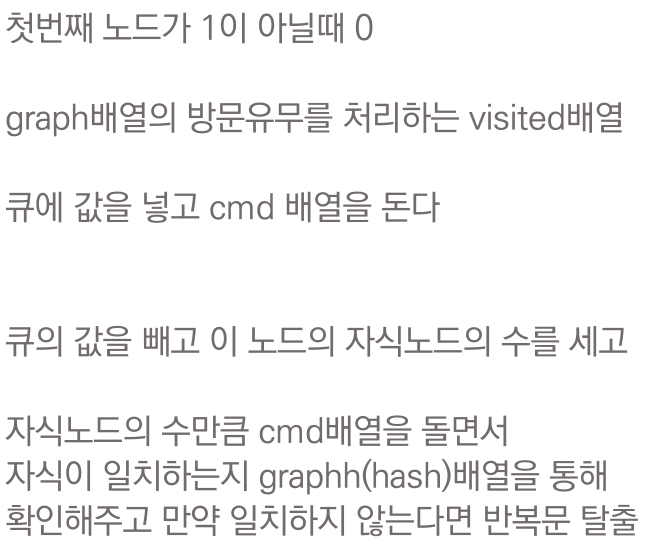 첫번째 노드가 1이 아닐때 0
graph배열의 방문유무를 처리하는 visited배열
큐에 값을 넣고 cmd 배열을 돈다
큐의 값을 빼고 이 노드의 자식노드의 수를 세고
자식노드의 수만큼 cmd배열을 돌면서
자식이 일치하는지 graphh(hash)배열을 통해
확인해주고 만약 일치하지 않는다면 반복문 탈출